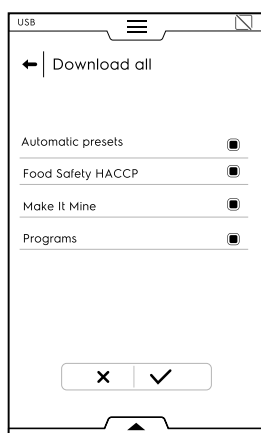 USB
Download all
Automatic presets
Food Safety HACCP
Make It Mine
Programs